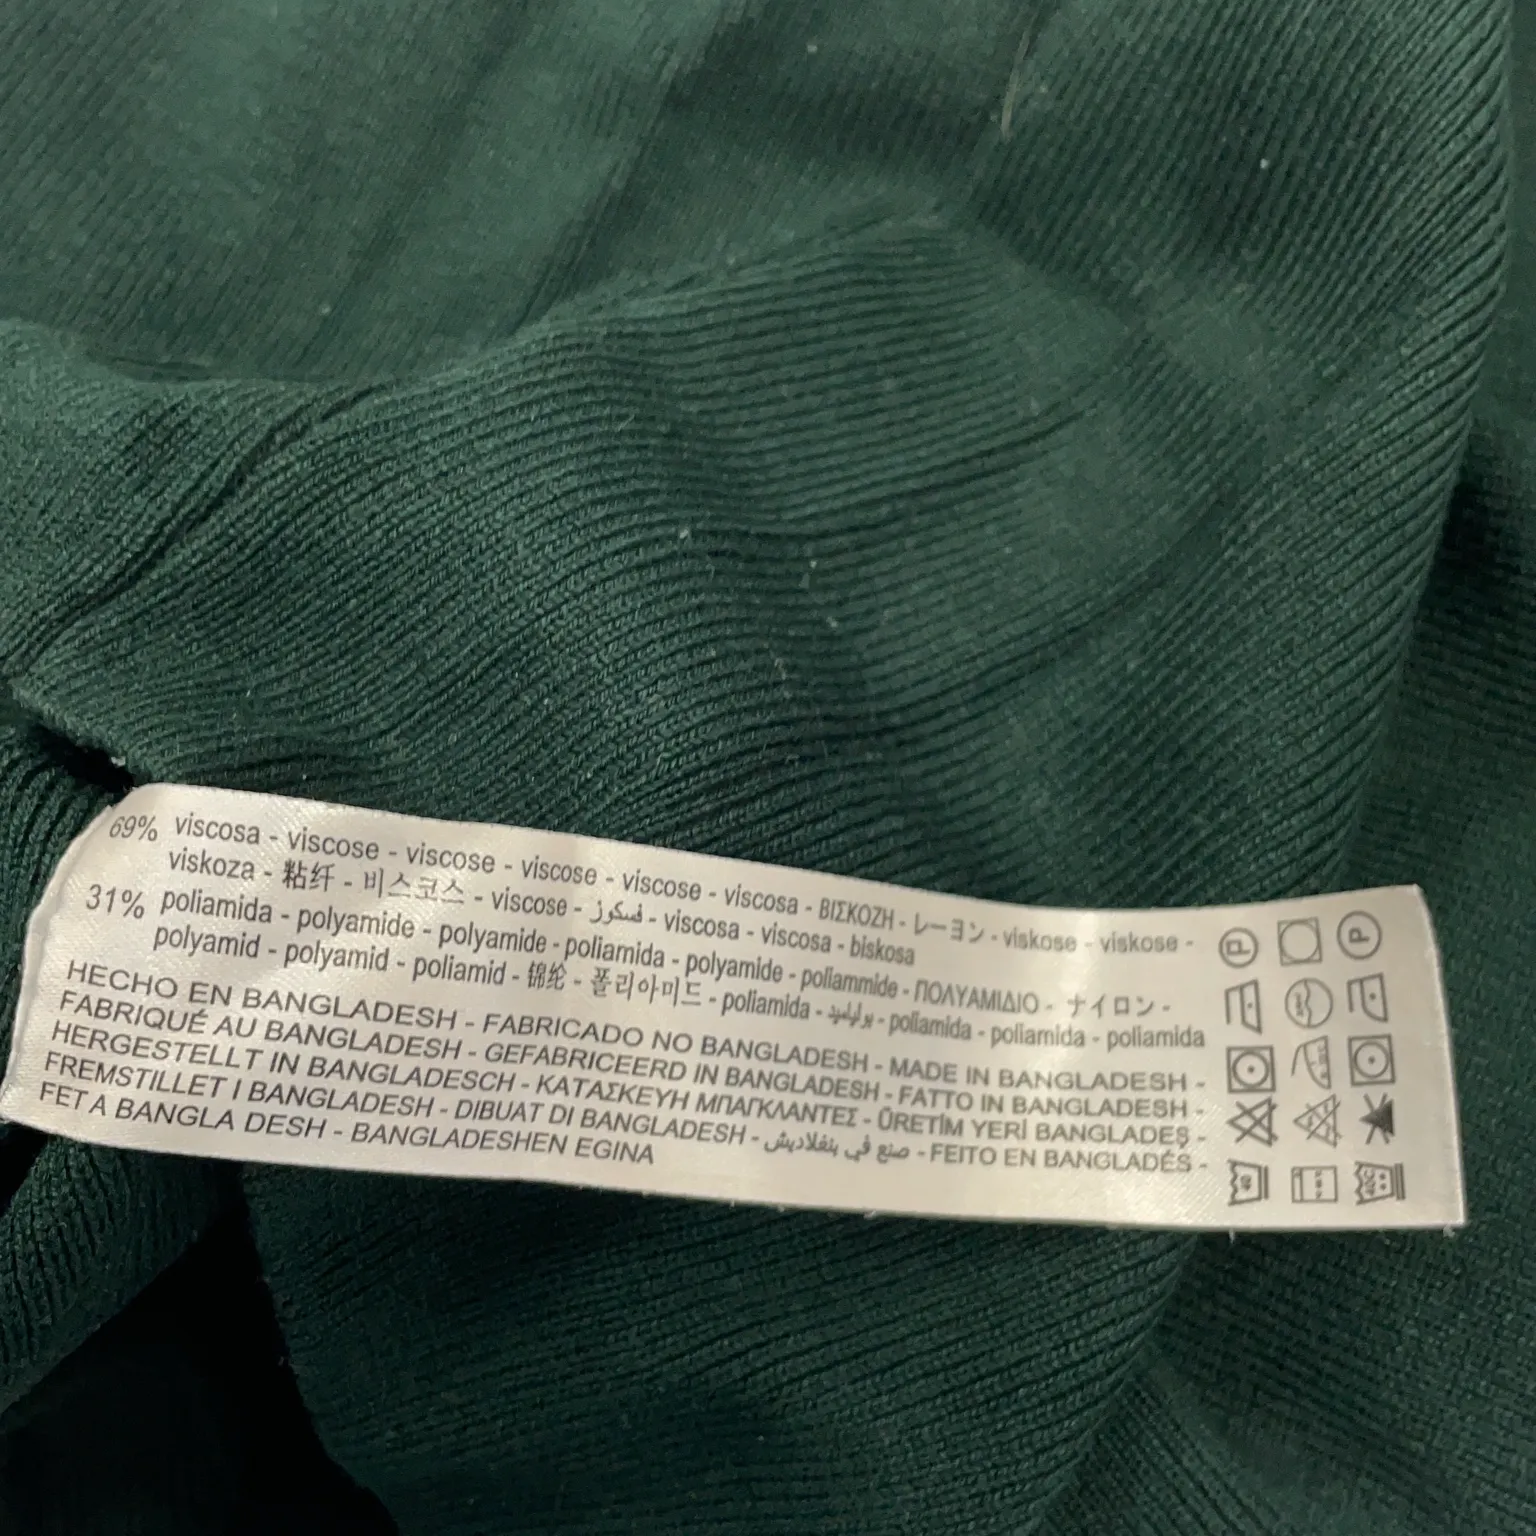 69% viscosa - viscose - viscose - viscose - viscose - viscosa - ΒΙΣΚΟΖΗ - レーヨン - viskose - viskose -
viskoza - 粘纤 - 비스코스 - viscose - فسكوز - viscosa - viscosa - biskosa
31% poliamida - polyamide - polyamide - poliamida - polyamide - poliammide - ΠΟΛΥΑΜΙΔΙΟ - ナイロン -
polyamid - polyamid - poliamid - 锦纶 - 폴리아미드 - poliamida - - poliamida - poliamida - poliamida
HECHO EN BANGLADESH - FABRICADO NO BANGLADESH - MADE IN BANGLADESH -
FABRIQUÉ AU BANGLADESH - GEFABRICEERD IN BANGLADESH - FATTO IN BANGLADESH -
HERGESTELLT IN BANGLADESCH - ΚΑΤΑΣΚΕΥΗ ΜΠΑΓΚΛΑΝΤΕΣ - ÜRETİM YERİ BANGLADEŞ -
FREMSTILLET I BANGLADESH - DIBUAT DI BANGLADESH - صنع في بنغلاديش - FEITO EN BANGLADÉS -
FET A BANGLA DESH - BANGLADESHEN EGINA
P
P